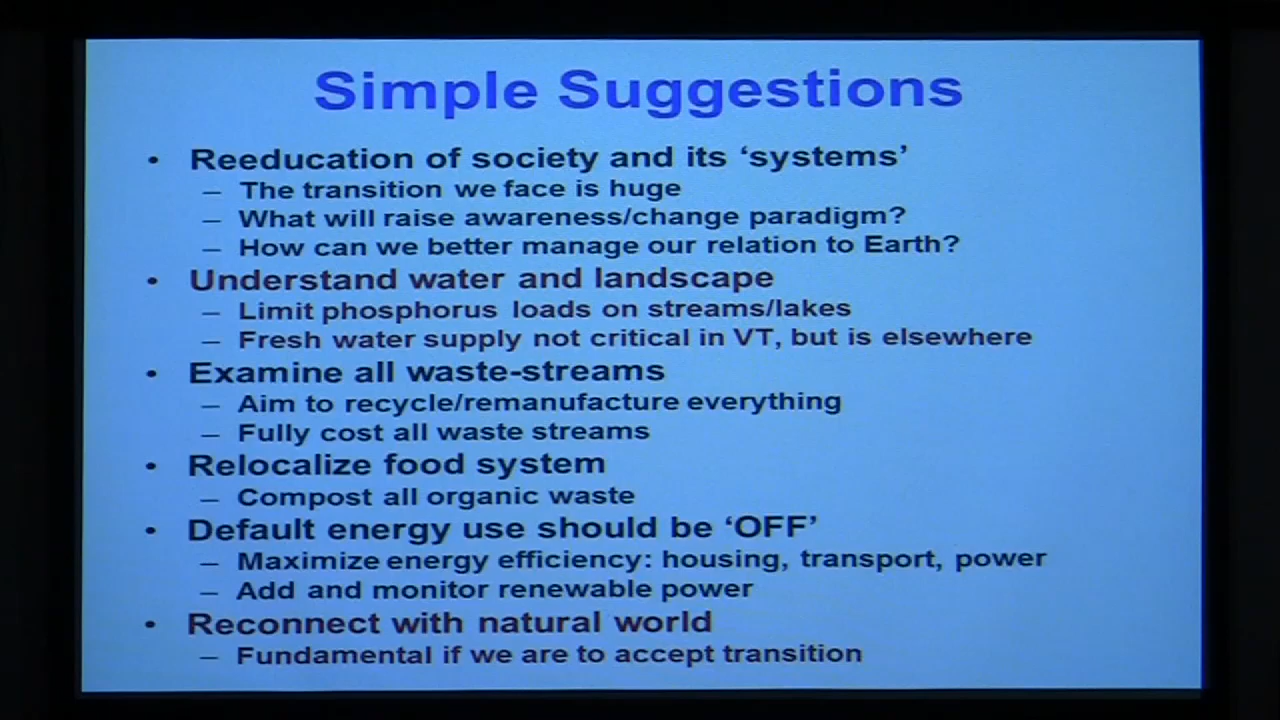 Simple Suggestions
• Reeducation of society and its ‘systems’
– The transition we face is huge
– What will raise awareness/change paradigm?
– How can we better manage our relation to Earth?
• Understand water and landscape
– Limit phosphorus loads on streams/lakes
– Fresh water supply not critical in VT, but is elsewhere
• Examine all waste-streams
– Aim to recycle/remanufacture everything
– Fully cost all waste streams
• Relocalize food system
– Compost all organic waste
• Default energy use should be ‘OFF’
– Maximize energy efficiency: housing, transport, power
– Add and monitor renewable power
• Reconnect with natural world
– Fundamental if we are to accept transition